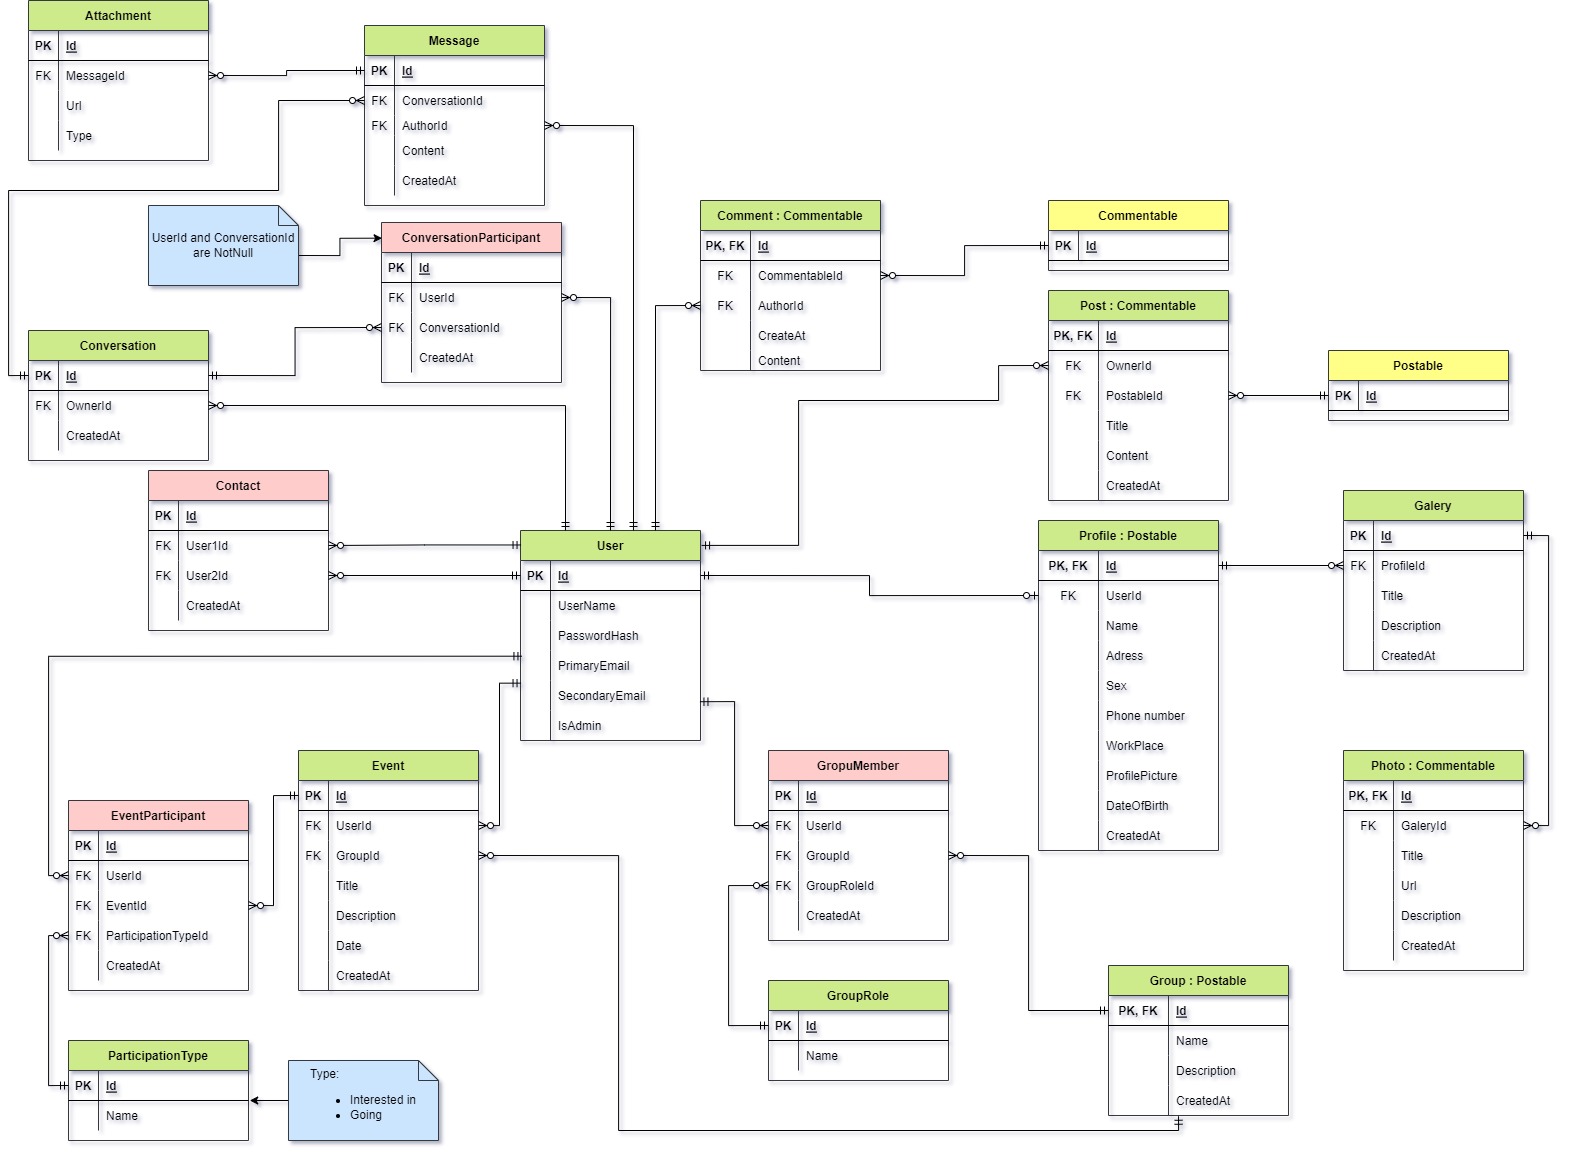 Attachment
PK Id
FK MessageId
Url
Type
Message
PK Id
FK ConversationId
FK AuthorId
Content
CreatedAt
UserId and ConversationId
are NotNull
ConversationParticipant
PK Id
FK UserId
FK ConversationId
CreatedAt
Comment : Commentable
PK, FK Id
FK CommentableId
FK AuthorId
CreateAt
Content
Commentable
PK Id
Post : Commentable
PK, FK Id
FK OwnerId
FK PostableId
Title
Content
CreatedAt
Postable
PK Id
Conversation
PK Id
FK OwnerId
CreatedAt
Contact
PK Id
FK User1Id
FK User2Id
CreatedAt
User
PK Id
UserName
PasswordHash
PrimaryEmail
SecondaryEmail
IsAdmin
Profile : Postable
PK, FK Id
FK UserId
Name
Adress
Sex
Phone number
WorkPlace
ProfilePicture
DateOfBirth
CreatedAt
Galery
PK Id
FK ProfileId
Title
Description
CreatedAt
Photo : Commentable
PK, FK Id
FK GaleryId
Title
Url
Description
CreatedAt
Event
PK Id
FK UserId
FK GroupId
Title
Description
Date
CreatedAt
EventParticipant
PK Id
FK UserId
FK EventId
FK ParticipationTypeId
CreatedAt
GropuMember
PK Id
FK UserId
FK GroupId
FK GroupRoleId
CreatedAt
GroupRole
PK Id
Name
Group : Postable
PK, FK Id
Name
Description
CreatedAt
ParticipationType
PK Id
Name
Type:
• Interested in
• Going